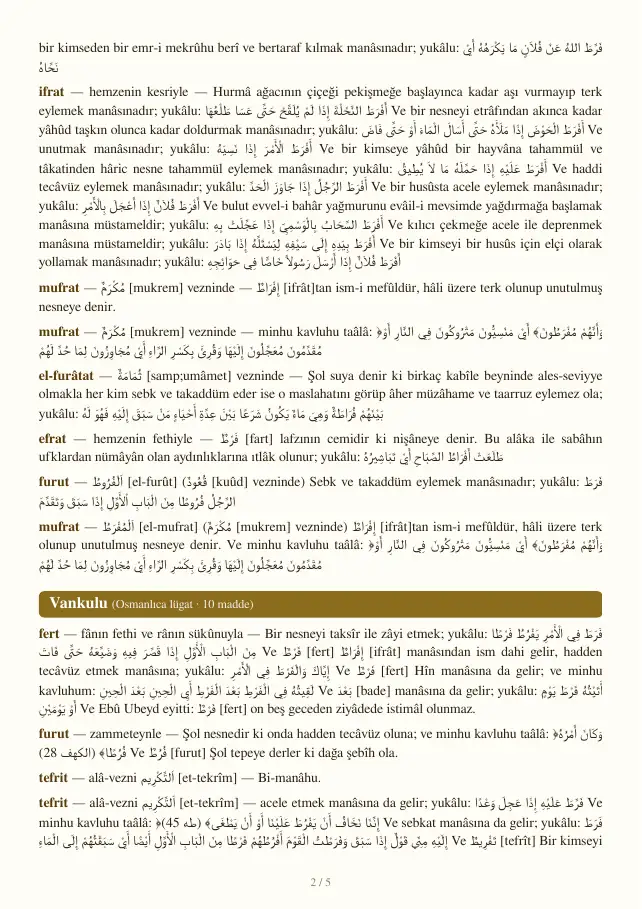 bir kimseden bir emr-i mekrûhu berî ve bertaraf kılmak manâsınadır; yukâlu: فَرَّطَ اللهُ عَنْ فُلاَنٍ مَا يَكْرَهُهُ أَيْ
نَحَّاهُ
ifrat — hemzenin kesriyle — Hurmâ ağacının çiçeği pekişmeğe başlayınca kadar aşı vurmayıp terk
eylemek manâsınadır; yukâlu: أَفْرَطَ النَّخْلَةَ إِذَا لَمْ يُلَقِّحْ حَتَّى عَسَا طَلْعُهَا Ve bir nesneyi etrâfından akınca kadar
yâhûd taşkın olunca kadar doldurmak manâsınadır; yukâlu: أَفْرَطَ الْحَوْضَ إِذَا مَلَأَهُ حَتَّى أَسَالَ الْمَاءَ أَوْ حَتَّى فَاضَ Ve
unutmak manâsınadır; yukâlu: أَفْرَطَ الْأَمْرَ إِذَا نَسِيَهُ Ve bir kimseye yâhûd bir hayvâna tahammül ve
tâkatinden hâric nesne tahammül eylemek manâsınadır; yukâlu: أَفْرَطَ عَلَيْهِ إِذَا حَمَّلَهُ مَا لاَ يُطِيقُ Ve haddi
tecâvüz eylemek manâsınadır; yukâlu: أَفْرَطَ الرَّجُلُ إِذَا جَاوَزَ الْحَدَّ Ve bir husûsta acele eylemek manâsınadır;
yukâlu: أَفْرَطَ فُلاَنٌ إِذَا أَعْجَلَ بِالْأَمْرِ Ve bulut evvel-i bahâr yağmurunu evâil-i mevsimde yağdırmağa başlamak
manâsına müstameldir; yukâlu: أَفْرَطَ السَّحَابُ بِالْوَسْمِيِّ إِذَا عَجَّلَتْ بِهِ Ve kılıcı çekmeğe acele ile deprenmek
manâsına müstameldir; yukâlu: أَفْرَطَ بِيَدِهِ إِلَى سَيْفِهِ لِيَسْتَلَّهُ إِذَا بَادَرَ Ve bir kimseyi bir husûs için elçi olarak
yollamak manâsınadır; yukâlu: أَفْرَطَ فُلاَنٌ إِذَا أَرْسَلَ رَسُولاً خَاصًّا فِي حَوَائِجِهِ
mufrat — مُكْرَمٌ [mukrem] vezninde — إِفْرَاطٌ [ifrât]tan ism-i mefûldür, hâli üzere terk olunup unutulmuş
nesneye denir.
mufrat — مُكْرَمٌ [mukrem] vezninde — minhu kavluhu taâlâ: ﴿وَأَنَّهُمْ مُفْرَطُونَ﴾ أَيْ مَنْسِيُّونَ مَتْرُوكُونَ فِي النَّارِ أَوْ
مُقَدَّمُونَ مُعَجَّلُونَ إِلَيْهَا وَقُرِئَ بِكَسْرِ الرَّاءِ أَيْ مُجَاوِزُونَ لِمَا حُدَّ لَهُمْ
el-furâtat — ثُمَامَةٌ [samp;umâmet] vezninde — Şol suya denir ki birkaç kabîle beyninde ales-seviyye
olmakla her kim sebk ve takaddüm eder ise o maslahatını görüp âher müzâhame ve taarruz eylemez ola;
yukâlu: بَيْنَهُمْ فُرَاطَةٌ وَهِيَ مَاءٌ يَكُونُ شَرَعًا بَيْنَ عِدَّةِ أَحْيَاءٍ مَنْ سَبَقَ إِلَيْهِ فَهُوَ لَهُ
efrat — hemzenin fethiyle — فَرْطٌ [fart] lafzının cemidir ki nişâneye denir. Bu alâka ile sabâhın
ufklardan nümâyân olan aydınlıklarına ıtlâk olunur; yukâlu: طَلَعَتْ أَفْرَاطُ الصَّبَاحِ أَيْ تَبَاشِيرُهُ
furut — اَلْفُرُوطُ [el-furût] (قُعُودٌ [kuûd] vezninde) Sebk ve takaddüm eylemek manâsınadır; yukâlu: فَرَطَ
الرَّجُلُ فُرُوطًا مِنَ الْبَابِ الْأَوَّلِ إِذَا سَبَقَ وَتَقَدَّمَ
mufrat — اَلْمُفْرَطُ [el-mufrat] (مُكْرَمٌ [mukrem] vezninde) إِفْرَاطٌ [ifrât]tan ism-i mefûldür, hâli üzere terk
olunup unutulmuş nesneye denir. Ve minhu kavluhu taâlâ: ﴿وَأَنَّهُمْ مُفْرَطُونَ﴾ أَيْ مَنْسِيُّونَ مَتْرُوكُونَ فِي النَّارِ أَوْ
مُقَدَّمُونَ مُعَجَّلُونَ إِلَيْهَا وَقُرِئَ بِكَسْرِ الرَّاءِ أَيْ مُجَاوِزُونَ لِمَا حُدَّ لَهُمْ
Vankulu (Osmanlıca lügat · 10 madde)
fert — fânın fethi ve rânın sükûnuyla — Bir nesneyi taksîr ile zâyi etmek; yukâlu: فَرَطَ فِي الْأَمْرِ يَفْرُطُ فَرْطًا
مِنَ الْبَابِ الْأَوَّلِ إِذَا قَصَّرَ فِيهِ وَضَيَّعَهُ حَتَّى فَاتَ Ve فَرْطٌ [fert] إِفْرَاطٌ [ifrât] manâsından ism dahi gelir, hadden
tecâvüz etmek manâsına; yukâlu: إِيَّاكَ وَالْفَرْطَ فِي الْأَمْرِ Ve فَرْطٌ [fert] Hîn manâsına da gelir; ve minhu
kavluhum: لَقِيتُهُ فِي الْفَرْطِ بَعْدَ الْفَرْطِ أَيِ الْحِينِ بَعْدَ الْحِينِ Ve بَعْدَ [bade] manâsına da gelir; yukâlu: أَتَيْتُهُ فَرْطَ يَوْمٍ
أَوْ يَوْمَيْنِ Ve Ebû Ubeyd eyitti: فَرْطٌ [fert] on beş geceden ziyâdede istimâl olunmaz.
furut — zammeteynle — Şol nesnedir ki onda hadden tecâvüz oluna; ve minhu kavluhu taâlâ: ﴿وَكَانَ أَمْرُهُ
فُرُطًا﴾ (الكهف 28) Ve فُرُطٌ [furut] Şol tepeye derler ki dağa şebîh ola.
tefrit — alâ-vezni اَلتَّكْرِيم [et-tekrîm] — Bi-manâhu.
tefrit — alâ-vezni اَلتَّكْرِيم [et-tekrîm] — acele etmek manâsına da gelir; yukâlu: فَرَّطَ عَلَيْهِ إِذَا عَجِلَ وَعَدَا Ve
minhu kavluhu taâlâ: ﴿إِنَّنَا نَخَافُ أَنْ يَفْرُطَ عَلَيْنَا أَوْ أَنْ يَطْغَى﴾ (طه 45) Ve sebkat manâsına da gelir; yukâlu: فَرَطَ
إِلَيْهِ مِنِّي قَوْلٌ إِذَا سَبَقَ وَفَرَطْتُ الْقَوْمَ أَفْرُطُهُمْ فَرْطًا مِنَ الْبَابِ الْأَوَّلِ أَيْضًا أَيْ سَبَقْتُهُمْ إِلَى الْمَاءِ Ve تَفْرِيطٌ [tefrît] Bir kimseyi
2 / 5